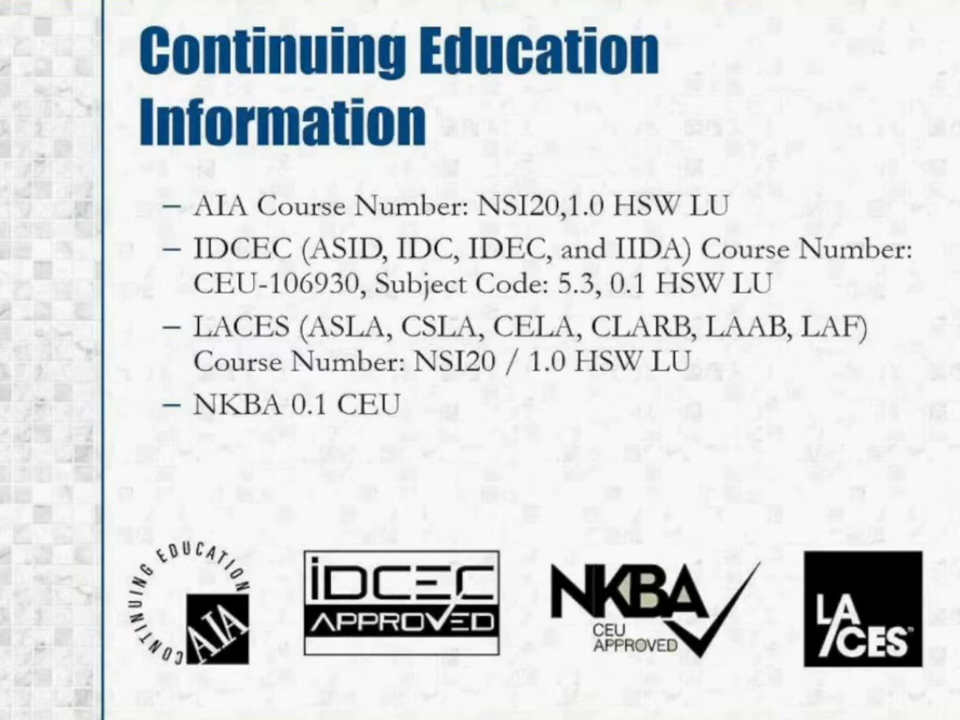 Continuing Education
Information
– AIA Course Number: NSI20,1.0 HSW LU
– IDCEC (ASID, IDC, IDEC, and IIDA) Course Number:
CEU-106930, Subject Code: 5.3, 0.1 HSW LU
– LACES (ASLA, CSLA, CELA, CLARB, LAAB, LAF)
Course Number: NSI20 / 1.0 HSW LU
– NKBA 0.1 CEU
CONTINUING EDUCATION
AIA
iDCEC
APPROVED
NKBA
CEU
APPROVED
LA
CES